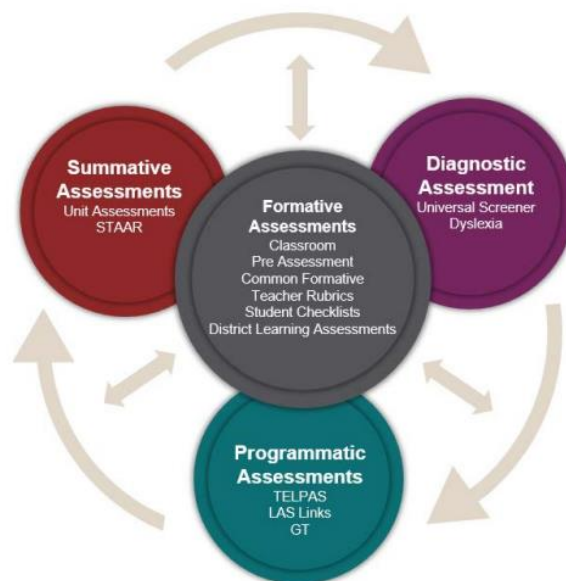 Summative
Assessments
Unit Assessments
STAAR
Diagnostic
Assessment
Universal Screener
Dyslexia
Formative
Assessments
Classroom
Pre Assessment
Common Formative
Teacher Rubrics
Student Checklists
District Learning Assessments
Programmatic
Assessments
TELPAS
LAS Links
GT